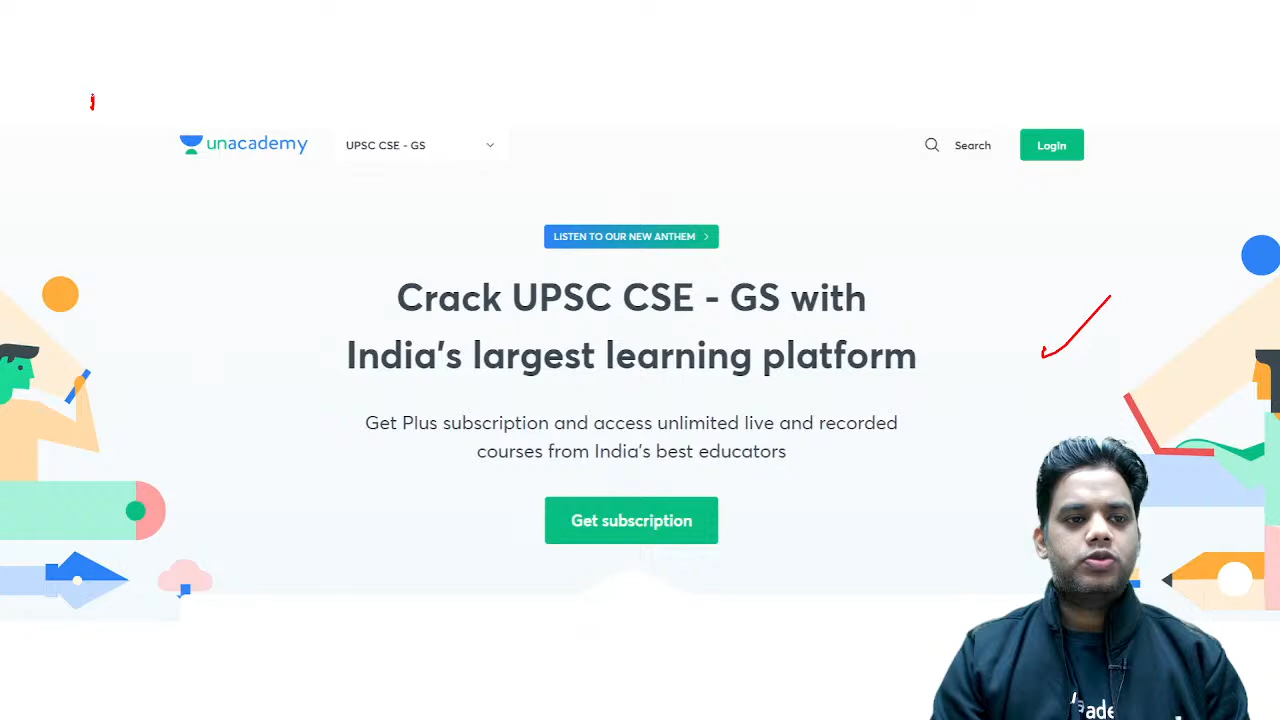 unacademy
UPSC CSE - GS
Search
Login
LISTEN TO OUR NEW ANTHEM
Crack UPSC CSE - GS with
India's largest learning platform
Get Plus subscription and access unlimited live and recorded
courses from India's best educators
Get subscription